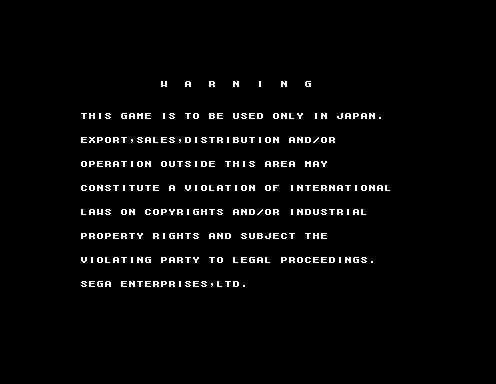 W A R N I N G
THIS GAME IS TO BE USED ONLY IN JAPAN.
EXPORT,SALES,DISTRIBUTION AND/OR
OPERATION OUTSIDE THIS AREA MAY
CONSTITUTE A VIOLATION OF INTERNATIONAL
LAWS ON COPYRIGHTS AND/OR INDUSTRIAL
PROPERTY RIGHTS AND SUBJECT THE
VIOLATING PARTY TO LEGAL PROCEEDINGS.
SEGA ENTERPRISES,LTD.